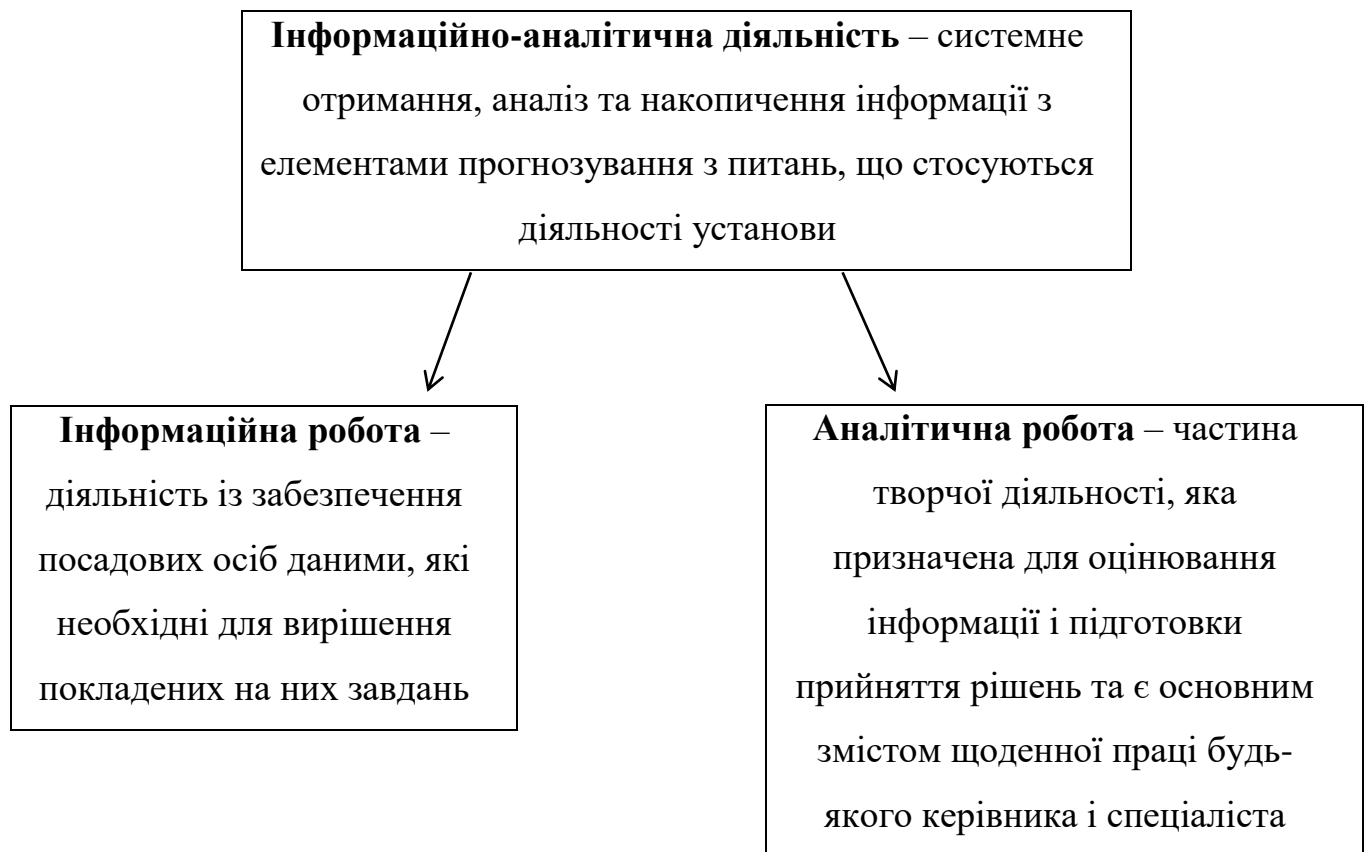 Інформаційно-аналітична діяльність – системне
отримання, аналіз та накопичення інформації з
елементами прогнозування з питань, що стосуються
діяльності установи
Інформаційна робота –
діяльність із забезпечення
посадових осіб даними, які
необхідні для вирішення
покладених на них завдань
Аналітична робота – частина
творчої діяльності, яка
призначена для оцінювання
інформації і підготовки
прийняття рішень та є основним
змістом щоденної праці будь-
якого керівника і спеціаліста